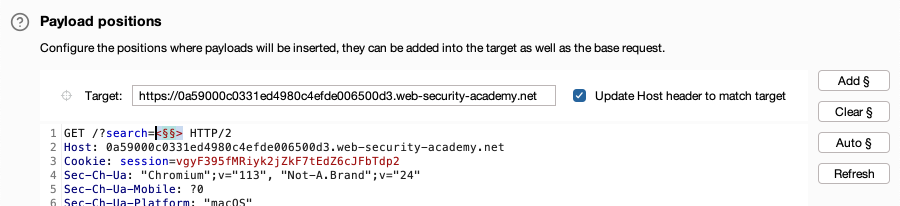 Payload positions
Configure the positions where payloads will be inserted, they can be added into the target as well as the base request.
Add §
Target: https://0a59000c0331ed4980c4efde006500d3.web-security-academy.net Update Host header to match target
Clear §
1 GET /?search=<§§> HTTP/2
Auto §
2 Host: 0a59000c0331ed4980c4efde006500d3.web-security-academy.net
3 Cookie: session=vgyF395fMRiyk2jZkF7tEdZ6cJFbTdp2
4 Sec-Ch-Ua: "Chromium";v="113", "Not-A.Brand";v="24"
Refresh
5 Sec-Ch-Ua-Mobile: ?0
6 Sec-Ch-Ua-Platform: "macOS"